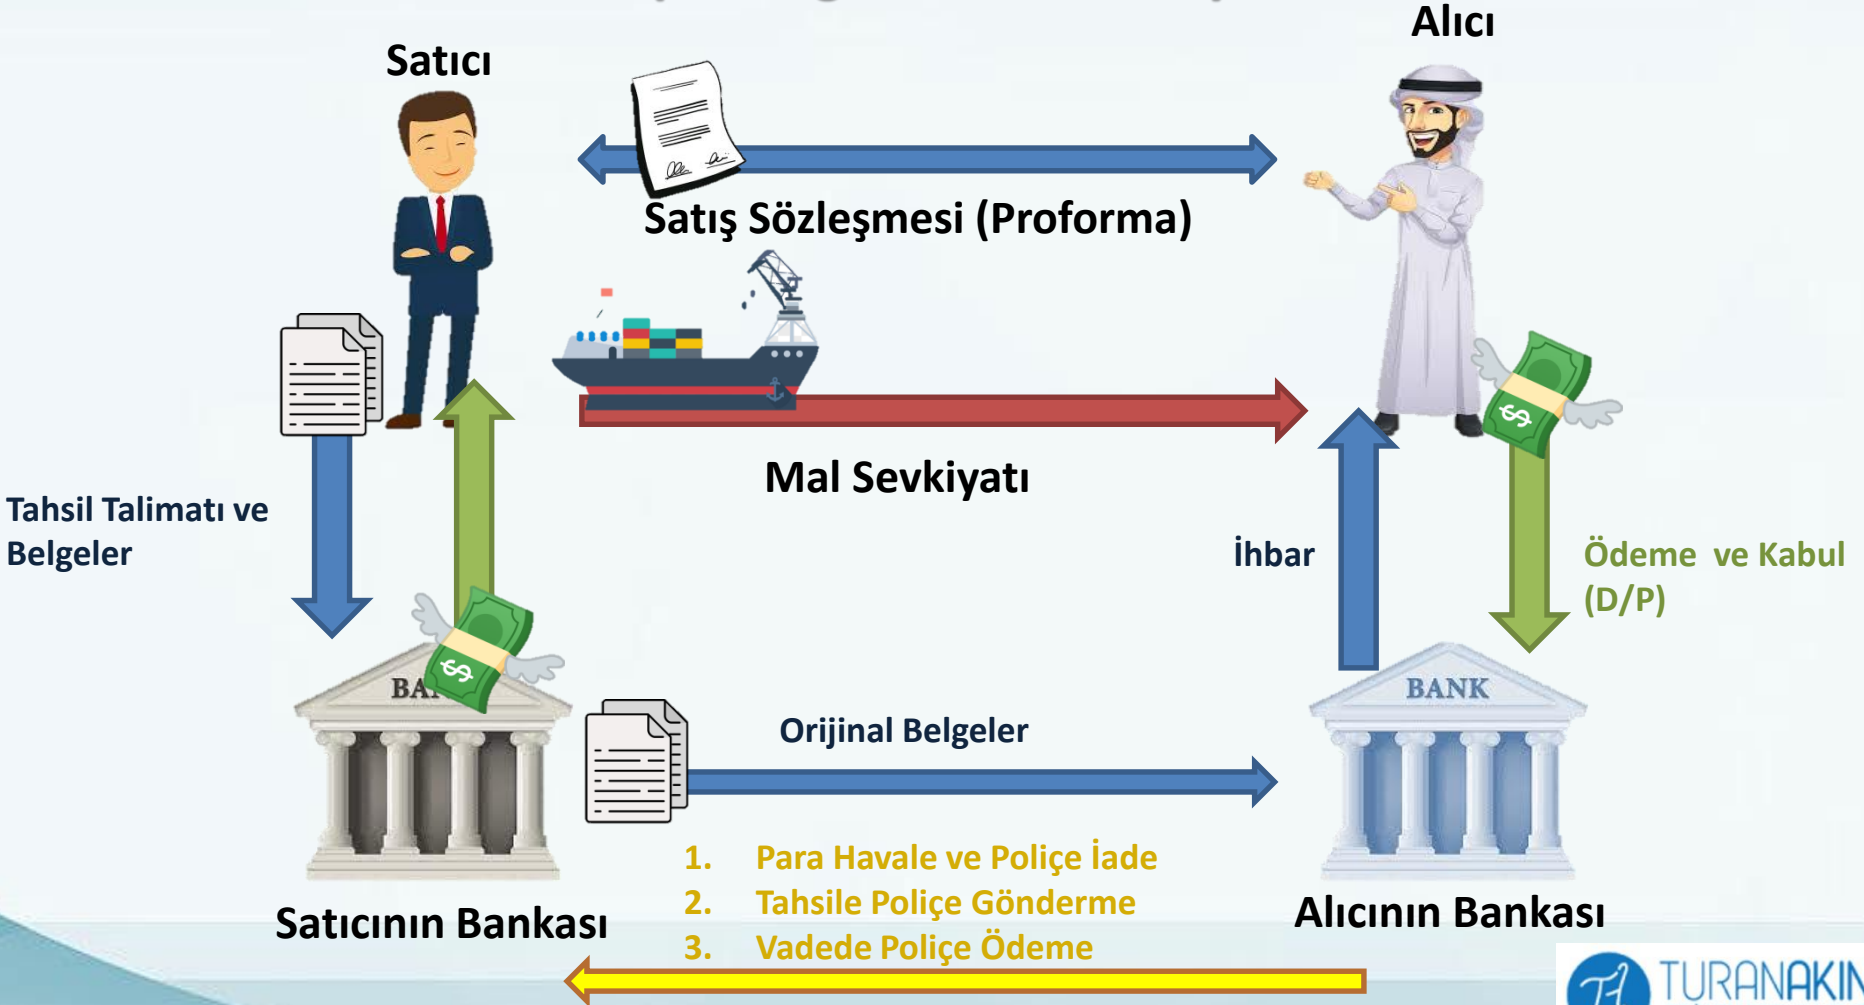 Alıcı
Satıcı
Satış Sözleşmesi (Proforma)
Mal Sevkiyatı
Tahsil Talimatı ve
Belgeler
İhbar
Ödeme ve Kabul
(D/P)
BANK
Orijinal Belgeler
1. Para Havale ve Poliçe İade
2. Tahsile Poliçe Gönderme
3. Vadede Poliçe Ödeme
Satıcının Bankası
Alıcının Bankası
TURANAKIN